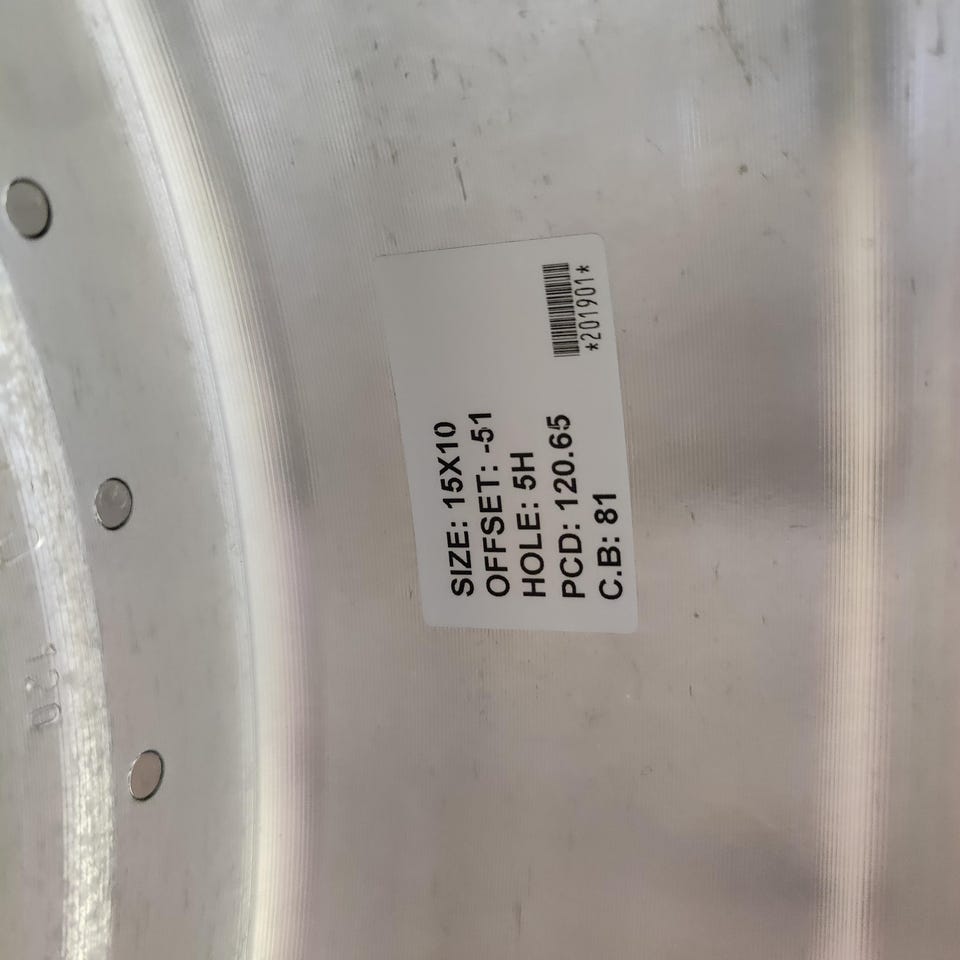 SIZE: 15X10
OFFSET: -51
HOLE: 5H
PCD: 120.65
C.B: 81
*201901*